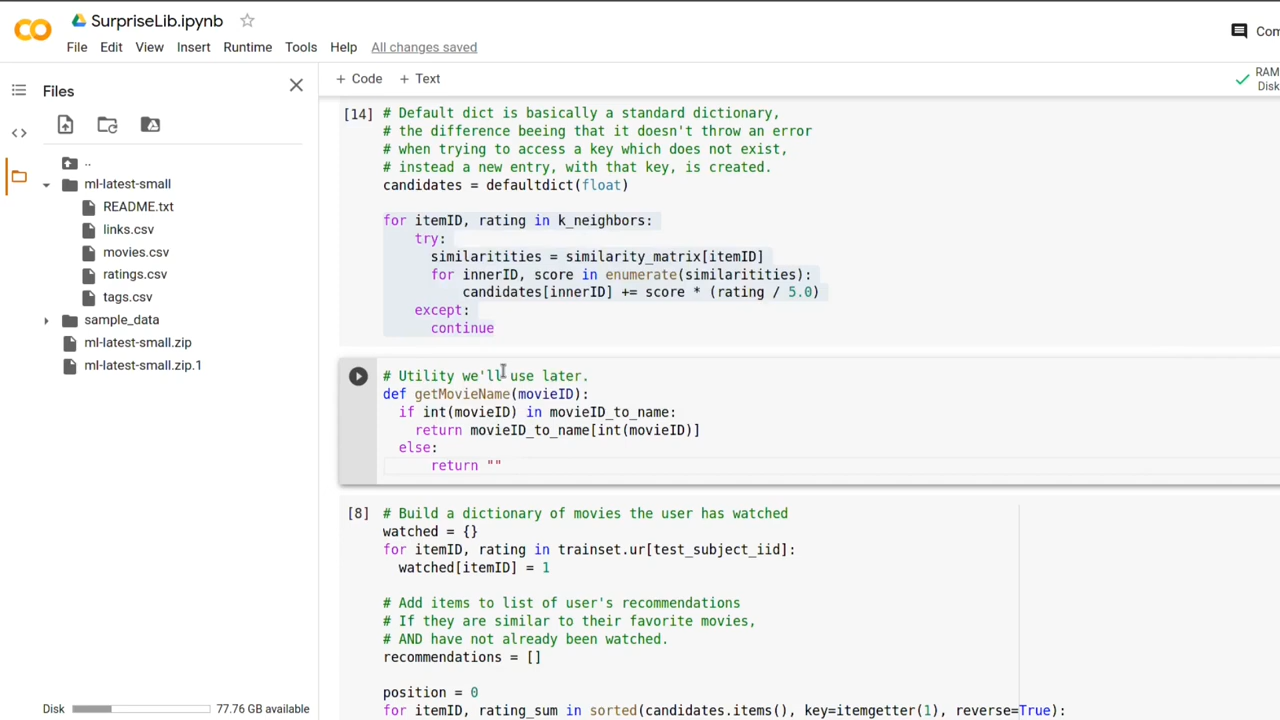 SurpriseLib.ipynb
File Edit View Insert Runtime Tools Help All changes saved
Com
Files
+ Code + Text
RAM
Disk
..
ml-latest-small
README.txt
links.csv
movies.csv
ratings.csv
tags.csv
sample_data
ml-latest-small.zip
ml-latest-small.zip.1
Disk 77.76 GB available
[14] # Default dict is basically a standard dictionary,
# the difference beeing that it doesn't throw an error
# when trying to access a key which does not exist,
# instead a new entry, with that key, is created.
candidates = defaultdict(float)
for itemID, rating in k_neighbors:
try:
similaritities = similarity_matrix[itemID]
for innerID, score in enumerate(similaritities):
candidates[innerID] += score * (rating / 5.0)
except:
continue
# Utility we'll use later.
def getMovieName(movieID):
if int(movieID) in movieID_to_name:
return movieID_to_name[int(movieID)]
else:
return ""
[8] # Build a dictionary of movies the user has watched
watched = {}
for itemID, rating in trainset.ur[test_subject_iid]:
watched[itemID] = 1
# Add items to list of user's recommendations
# If they are similar to their favorite movies,
# AND have not already been watched.
recommendations = []
position = 0
for itemID, rating_sum in sorted(candidates.items(), key=itemgetter(1), reverse=True):